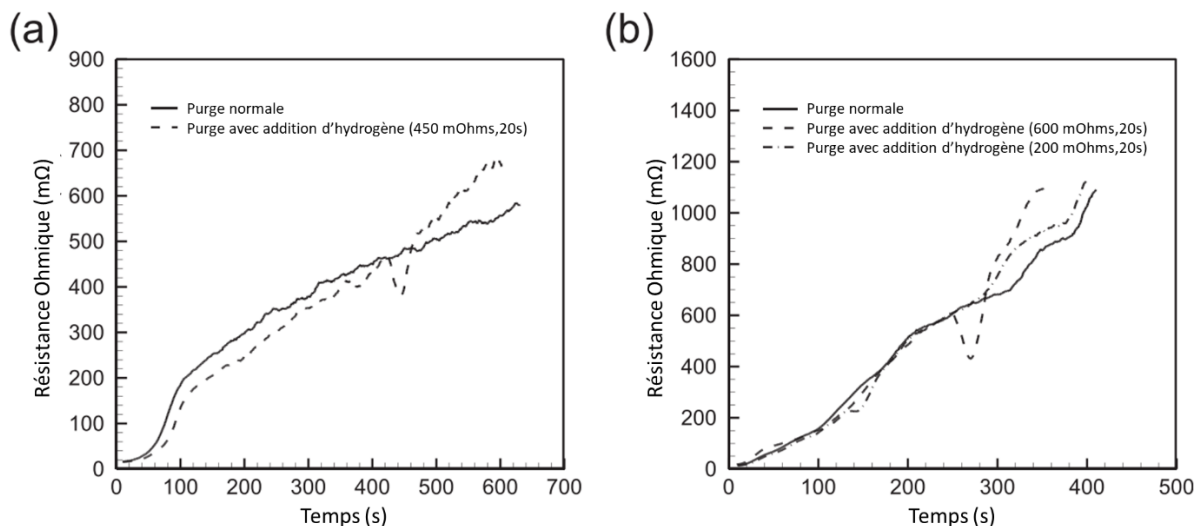 (a)
900
800
700
600
500
400
300
200
100
0
Résistance Ohmique (mΩ)
Purge normale
Purge avec addition d'hydrogène (450 mOhms,20s)
0 100 200 300 400 500 600 700
Temps (s)
(b)
1600
1400
1200
1000
800
600
400
200
0
Résistance Ohmique (mΩ)
Purge normale
Purge avec addition d'hydrogène (600 mOhms,20s)
Purge avec addition d'hydrogène (200 mOhms,20s)
0 100 200 300 400 500
Temps (s)